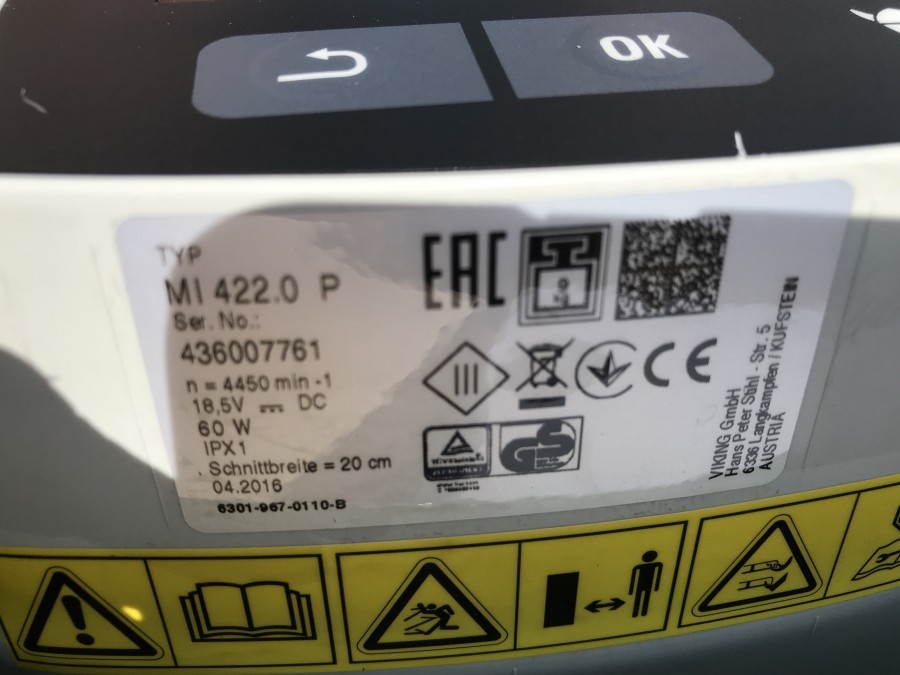 OK
TYP
MI 422.0 P
Ser. No.:
436007761
n = 4450 min -1
18,5V ⎓ DC
60 W
IPX1
Schnittbreite = 20 cm
04.2016
6301-967-0110-B
EAC
III
CE
VIKING GmbH
Hans Peter Stihl - Str. 5
6336 Langkampfen / KUFSTEIN
AUSTRIA